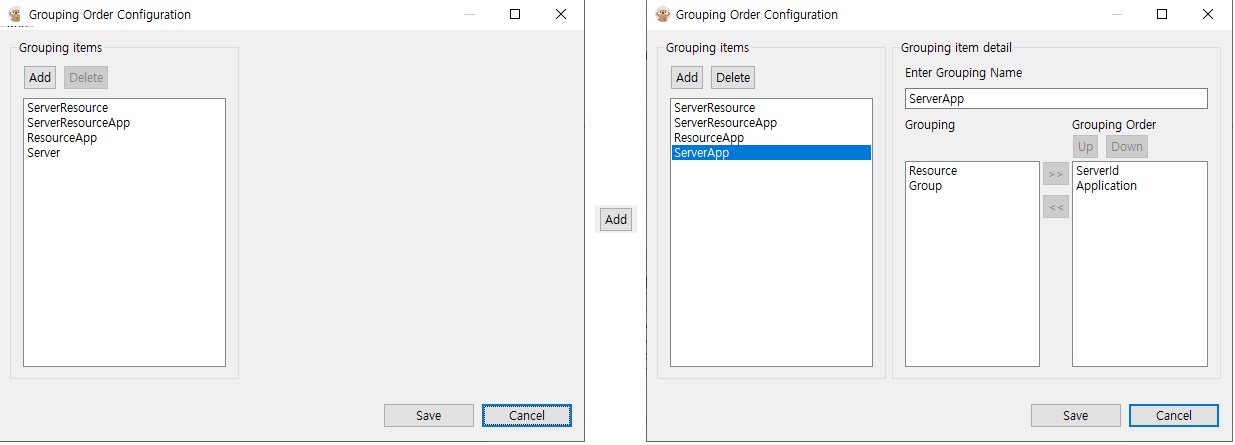 Grouping Order Configuration
Grouping items
Add Delete
ServerResource
ServerResourceApp
ResourceApp
Server
Save Cancel
Add
Grouping Order Configuration
Grouping items
Add Delete
ServerResource
ServerResourceApp
ResourceApp
ServerApp
Grouping item detail
Enter Grouping Name
ServerApp
Grouping
Resource
Group
>>
<<
Grouping Order
Up Down
ServerId
Application
Save Cancel